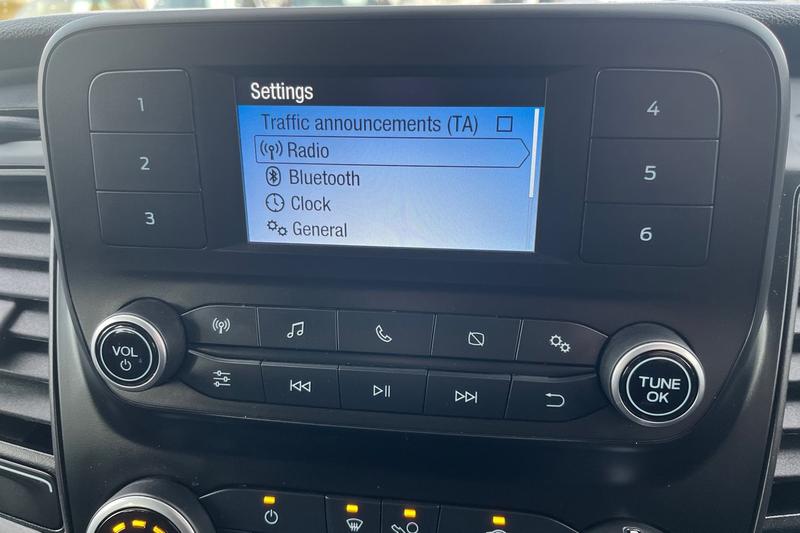 Settings
Traffic announcements (TA)
Radio
Bluetooth
Clock
General
1
2
3
4
5
6
VOL
TUNE
OK